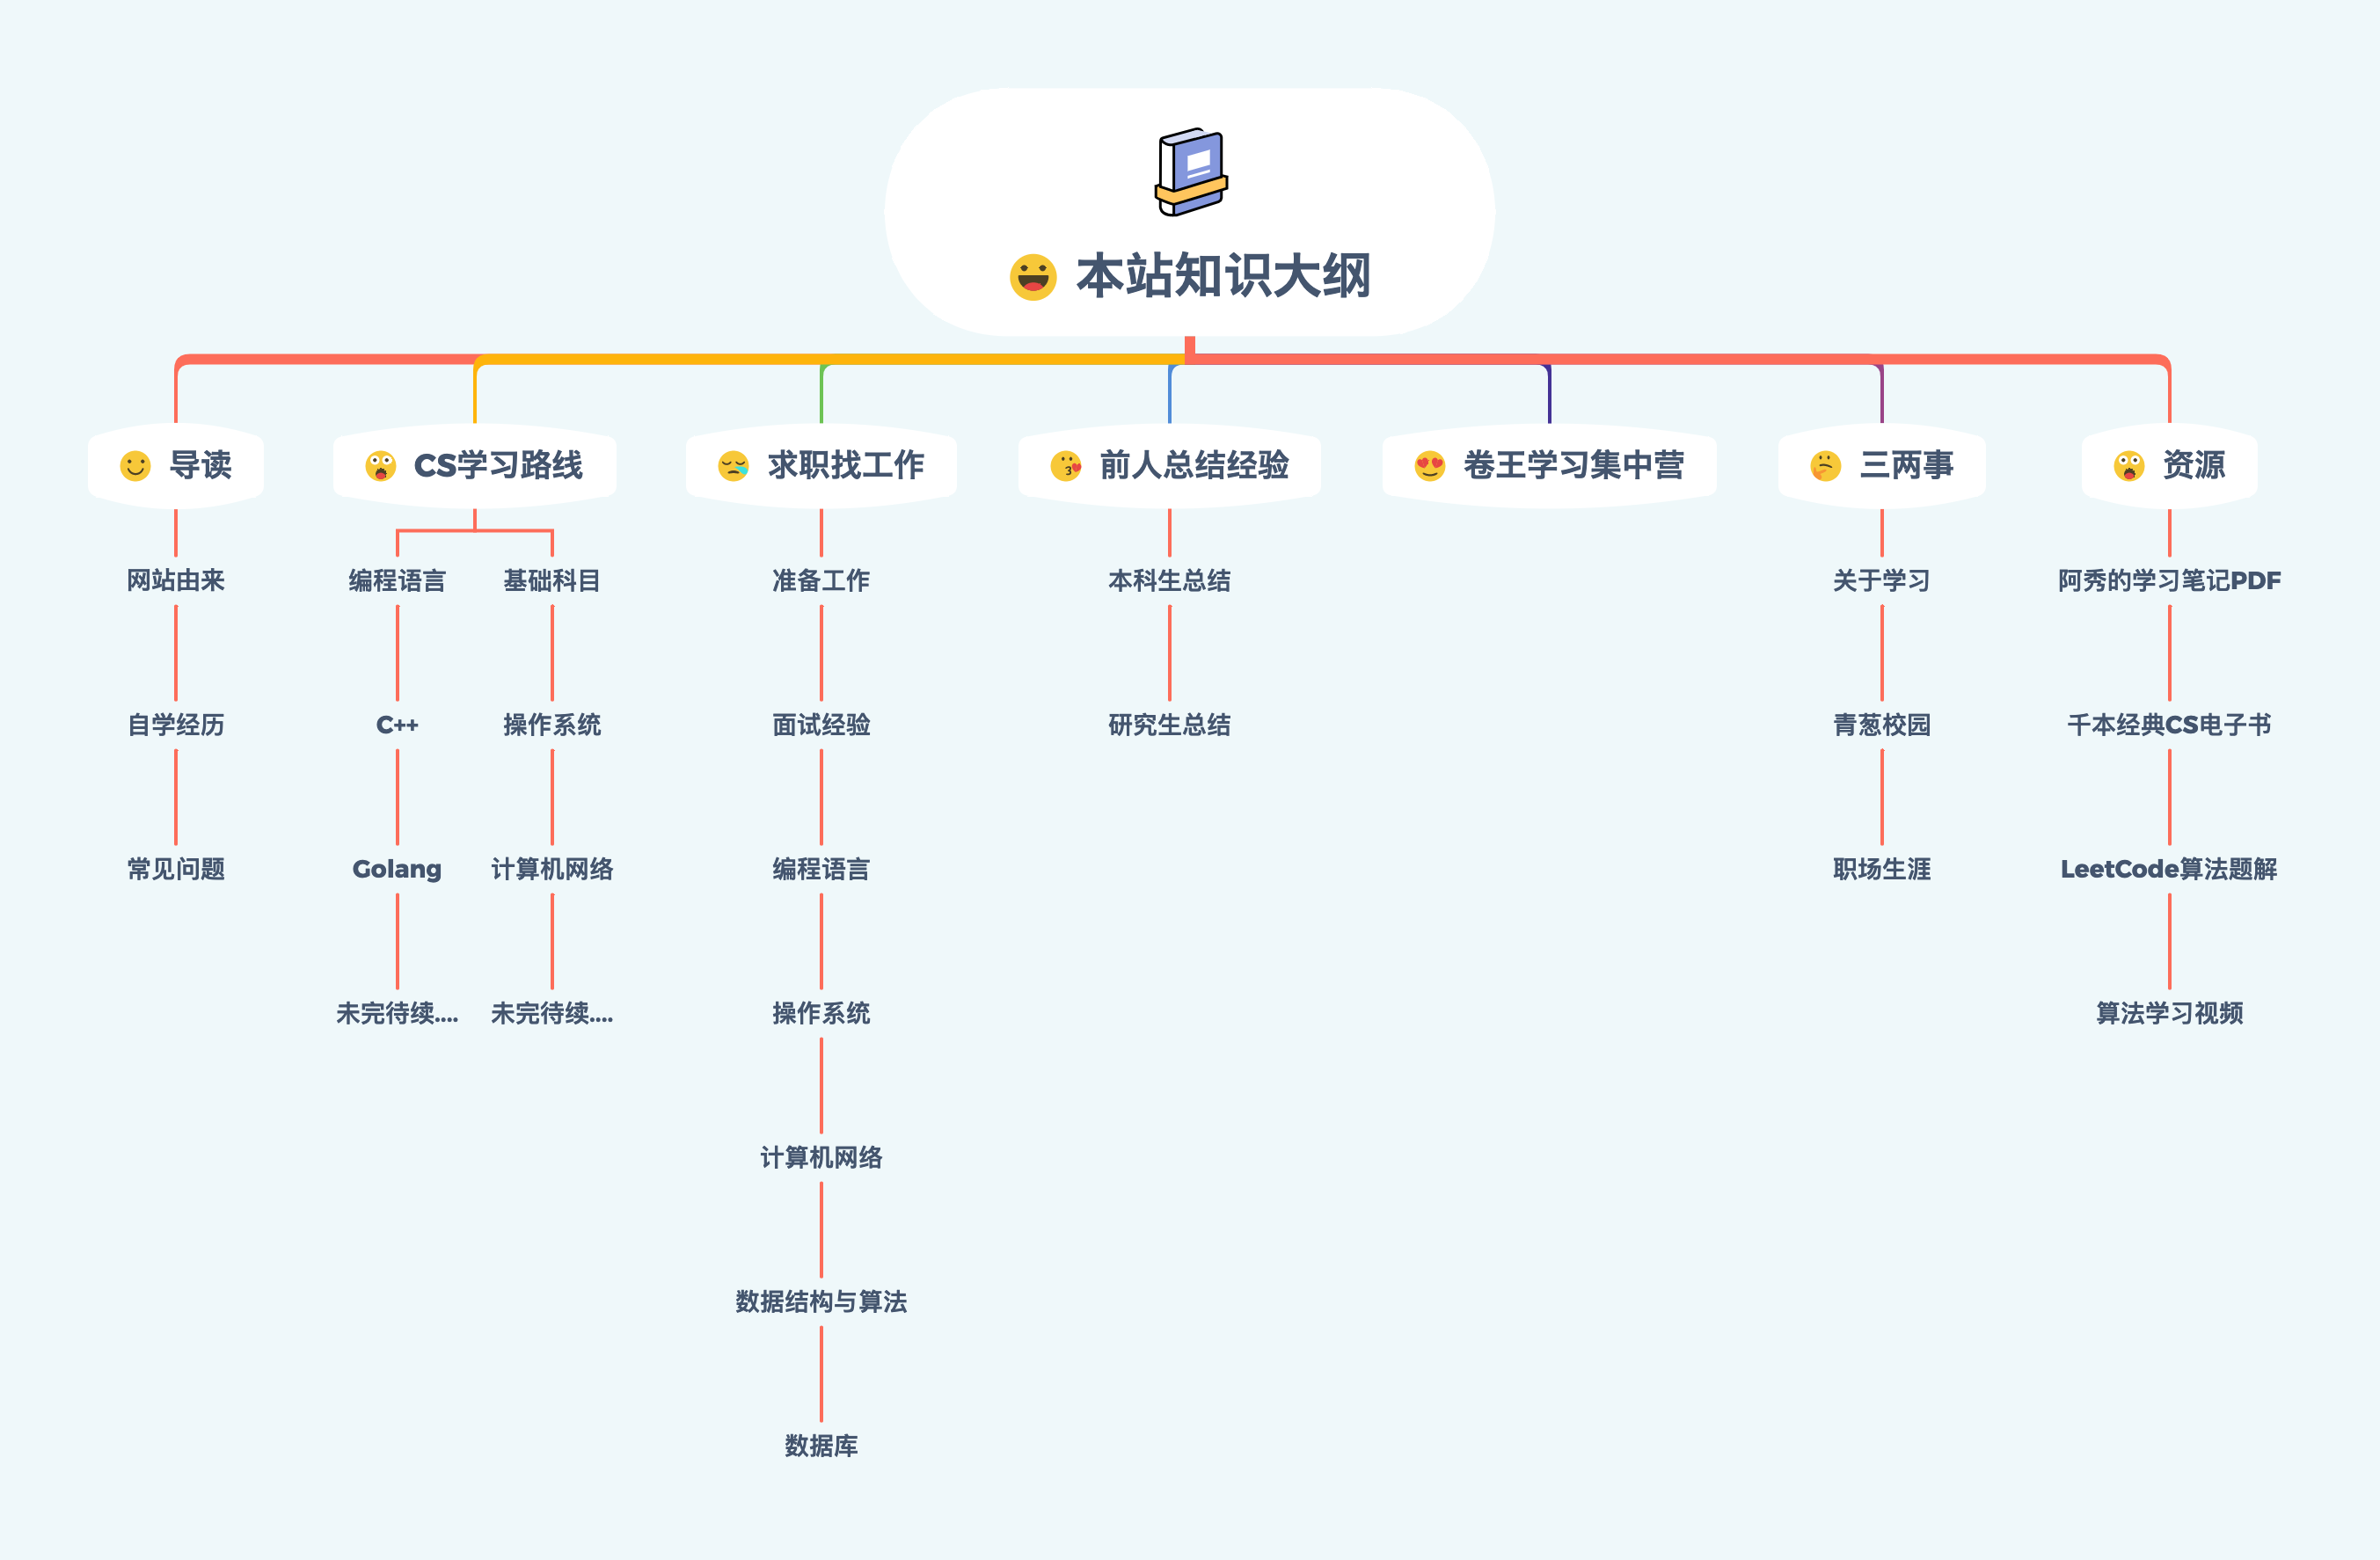 本站知识大纲
导读
CS学习路线
求职找工作
前人总结经验
卷王学习集中营
三两事
资源
网站由来
编程语言
基础科目
准备工作
本科生总结
关于学习
阿秀的学习笔记PDF
自学经历
C++
操作系统
面试经验
研究生总结
青葱校园
千本经典CS电子书
常见问题
Golang
计算机网络
编程语言
职场生涯
LeetCode算法题解
未完待续....
未完待续....
操作系统
算法学习视频
计算机网络
数据结构与算法
数据库